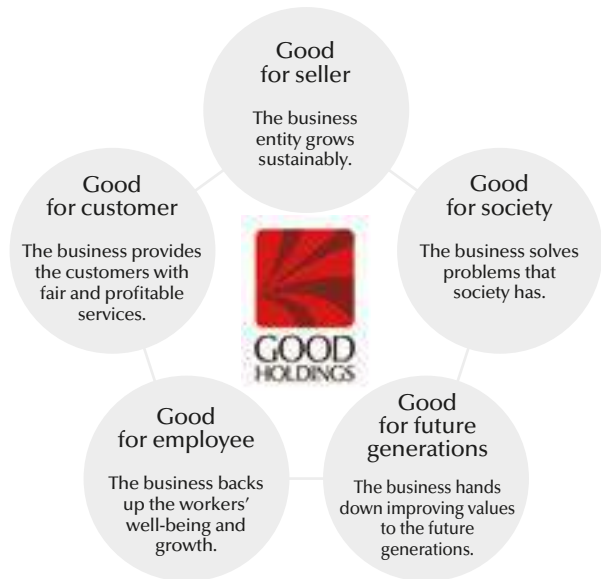 Good
for seller
The business
entity grows
sustainably.
Good
for customer
The business provides
the customers with
fair and profitable
services.
Good
for society
The business solves
problems that
society has.
GOOD
HOLDINGS
Good
for employee
The business backs
up the workers'
well-being and
growth.
Good
for future
generations
The business hands
down improving values
to the future
generations.